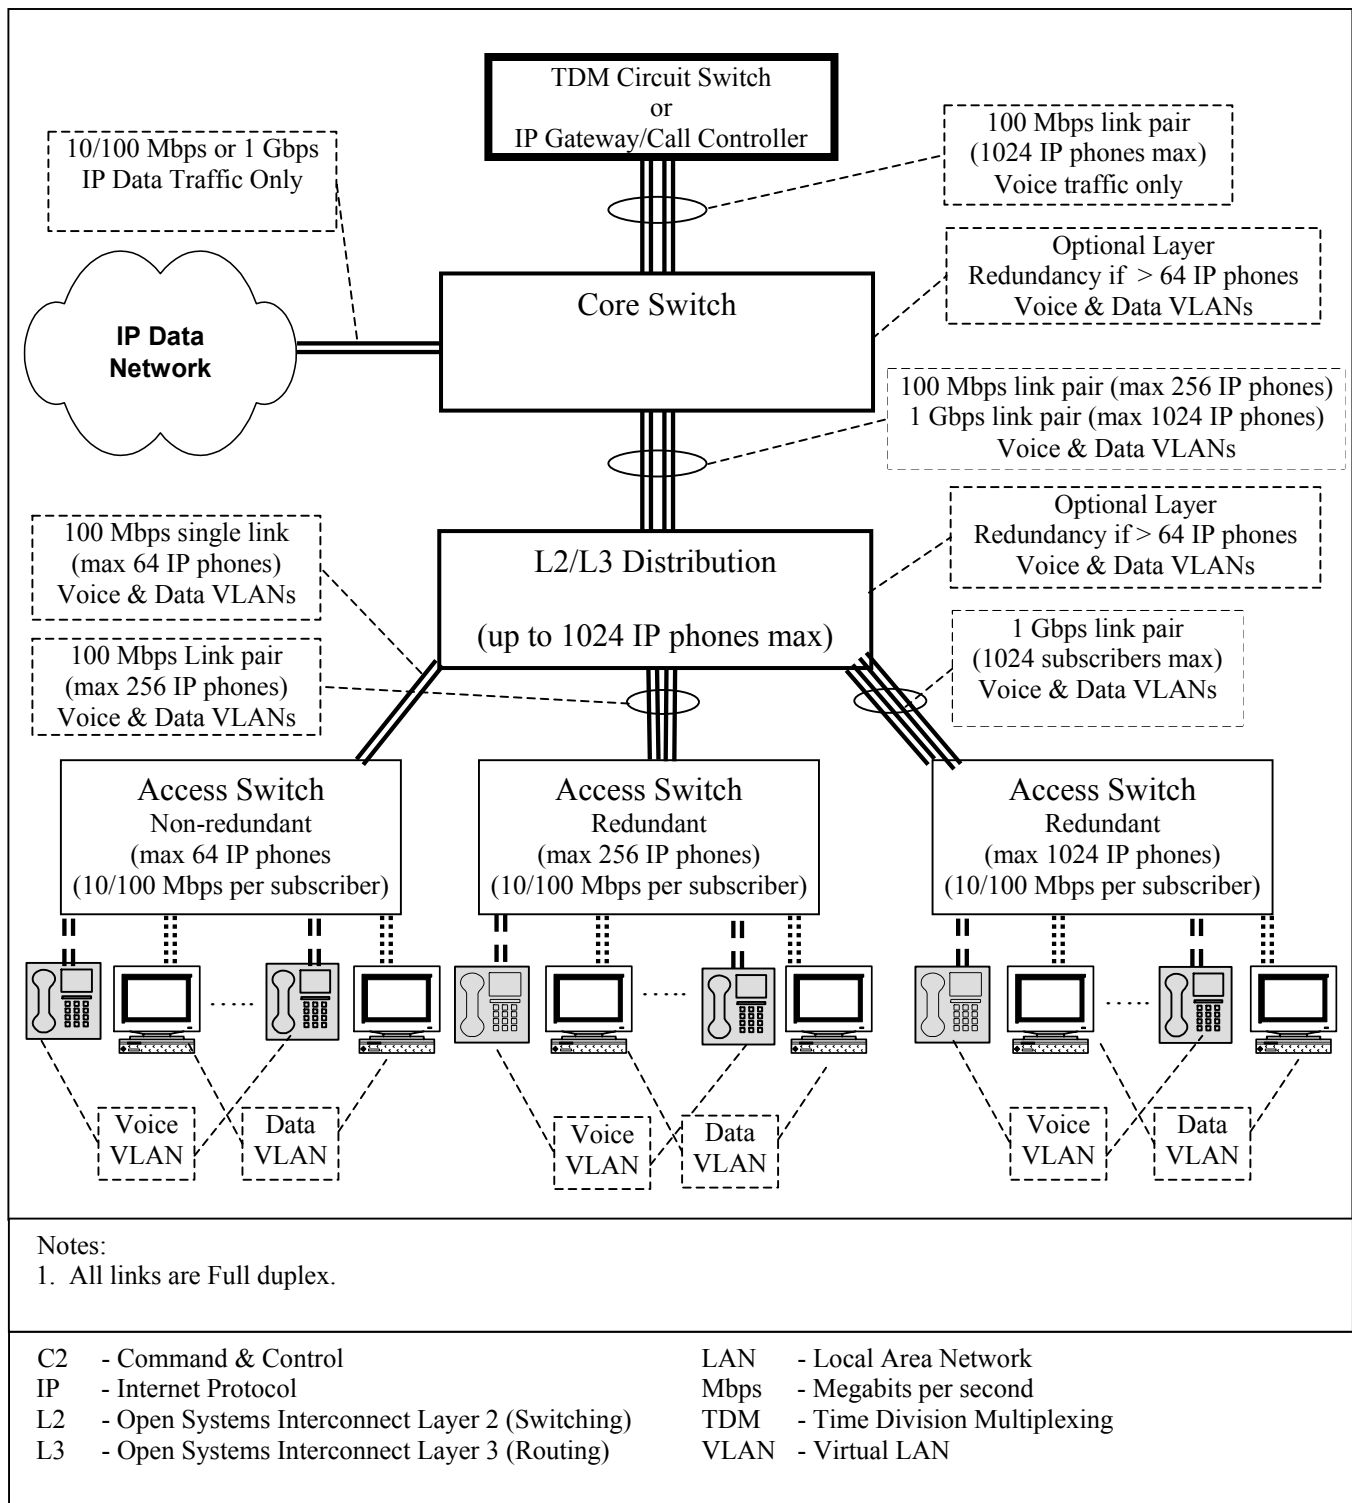 TDM Circuit Switch
or
IP Gateway/Call Controller
10/100 Mbps or 1 Gbps
IP Data Traffic Only
100 Mbps link pair
(1024 IP phones max)
Voice traffic only
IP Data
Network
Core Switch
Optional Layer
Redundancy if > 64 IP phones
Voice & Data VLANs
100 Mbps link pair (max 256 IP phones)
1 Gbps link pair (max 1024 IP phones)
Voice & Data VLANs
100 Mbps single link
(max 64 IP phones)
Voice & Data VLANs
L2/L3 Distribution
(up to 1024 IP phones max)
Optional Layer
Redundancy if > 64 IP phones
Voice & Data VLANs
100 Mbps Link pair
(max 256 IP phones)
Voice & Data VLANs
1 Gbps link pair
(1024 subscribers max)
Voice & Data VLANs
Access Switch
Non-redundant
(max 64 IP phones
(10/100 Mbps per subscriber)
Access Switch
Redundant
(max 256 IP phones)
(10/100 Mbps per subscriber)
Access Switch
Redundant
(max 1024 IP phones)
(10/100 Mbps per subscriber)
.....
.....
.....
Voice
VLAN
Data
VLAN
Voice
VLAN
Data
VLAN
Voice
VLAN
Data
VLAN
Notes:
1. All links are Full duplex.
C2 - Command & Control
IP - Internet Protocol
L2 - Open Systems Interconnect Layer 2 (Switching)
L3 - Open Systems Interconnect Layer 3 (Routing)
LAN - Local Area Network
Mbps - Megabits per second
TDM - Time Division Multiplexing
VLAN - Virtual LAN